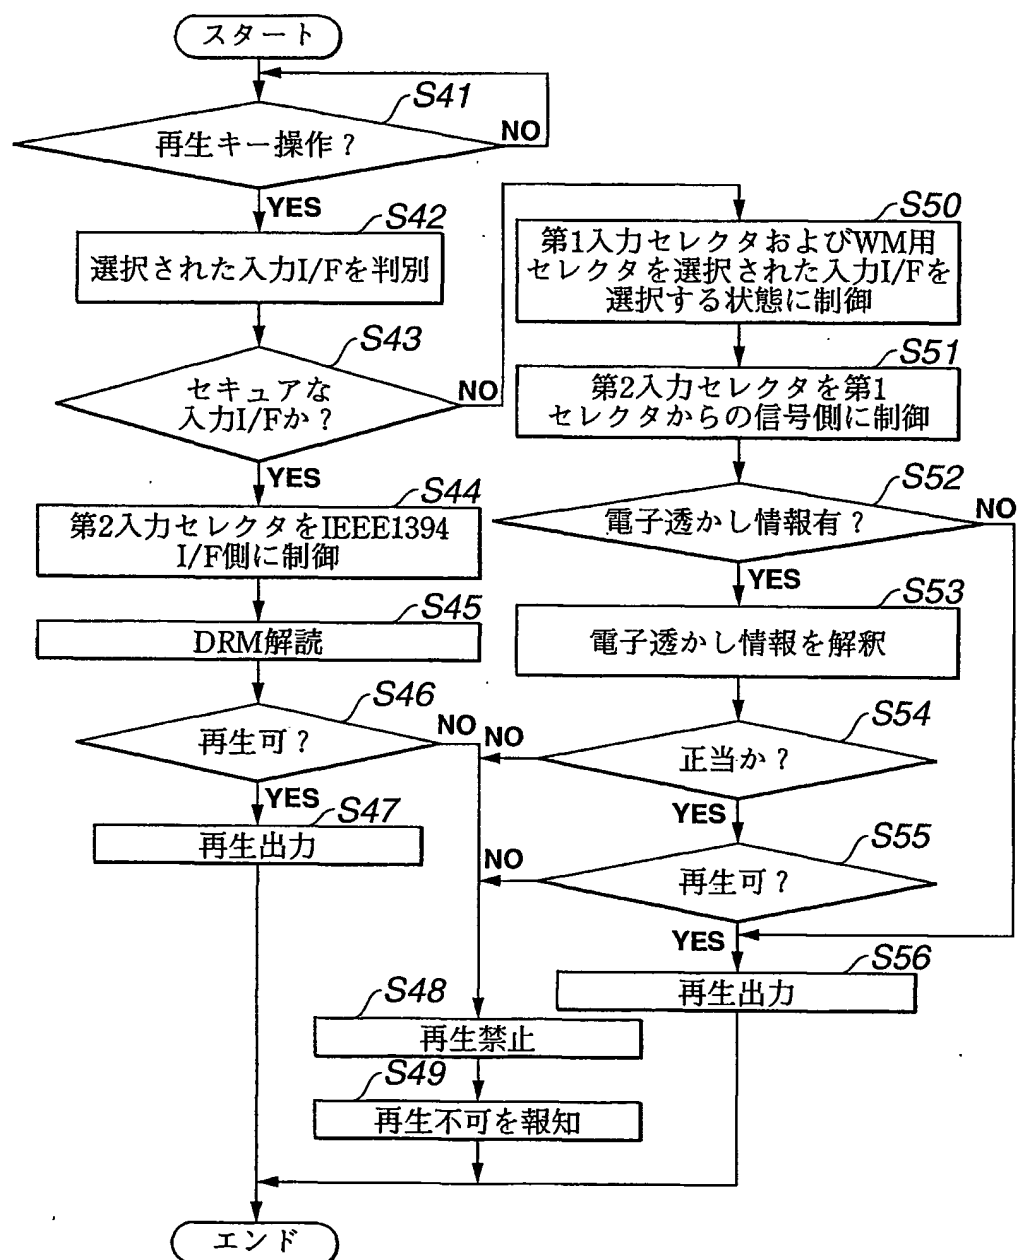 スタート
S41
再生キー操作?
NO
YES
S42
選択された入力I/Fを判別
S43
セキュアな
入力I/Fか?
NO
YES
S44
第2入力セレクタをIEEE1394
I/F側に制御
S45
DRM解読
S46
再生可?
NO
YES
S47
再生出力
S48
再生禁止
S49
再生不可を報知
S50
第1入力セレクタおよびWM用
セレクタを選択された入力I/Fを
選択する状態に制御
S51
第2入力セレクタを第1
セレクタからの信号側に制御
S52
電子透かし情報有?
NO
YES
S53
電子透かし情報を解釈
S54
正当か?
NO
YES
S55
再生可?
NO
YES
S56
再生出力
エンド